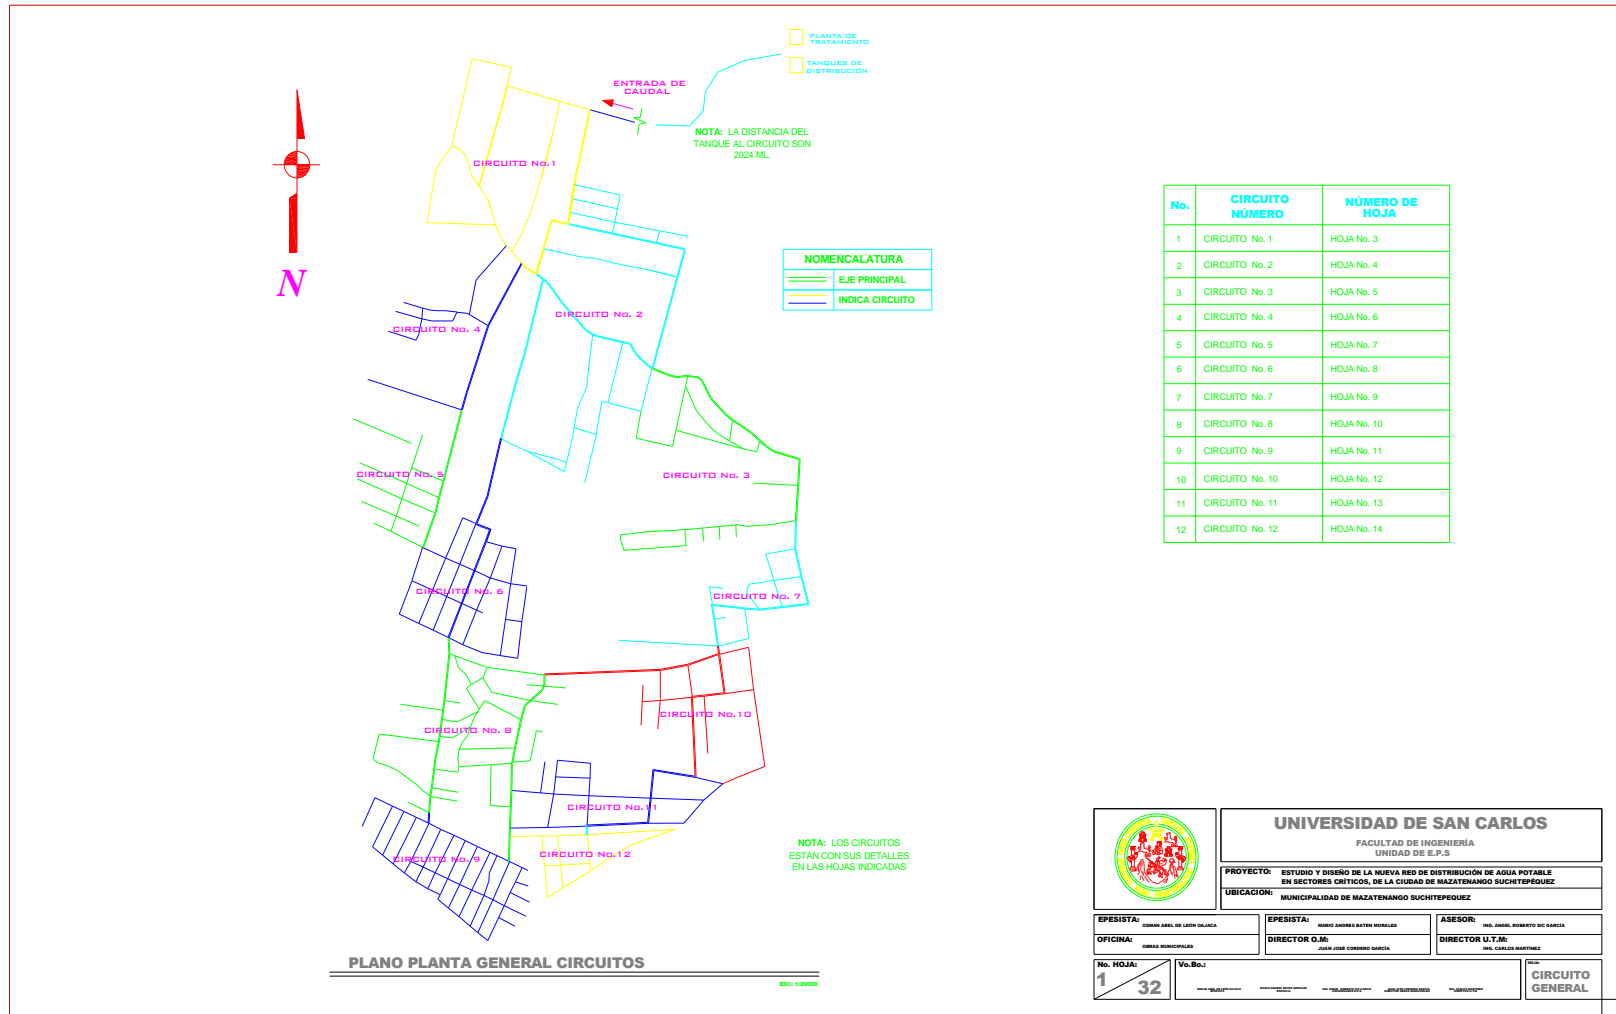 PLANTA DE
TRATAMIENTO
TANQUES DE
DISTRIBUCIÓN
ENTRADA DE
CAUDAL
NOTA: LA DISTANCIA DEL
TANQUE AL CIRCUITO SON
2024 ML.
CIRCUITO No.1
N
NOMENCALATURA
EJE PRINCIPAL
INDICA CIRCUITO
CIRCUITO No. 2
CIRCUITO No. 4
CIRCUITO No. 5
CIRCUITO No. 3
CIRCUITO No. 6
CIRCUITO No. 7
CIRCUITO No.10
CIRCUITO No. 8
CIRCUITO No.11
CIRCUITO No. 9
CIRCUITO No.12
No. CIRCUITO NÚMERO NÚMERO DE HOJA
1 CIRCUITO No. 1 HOJA No. 3
2 CIRCUITO No. 2 HOJA No. 4
3 CIRCUITO No. 3 HOJA No. 5
4 CIRCUITO No. 4 HOJA No. 6
5 CIRCUITO No. 5 HOJA No. 7
6 CIRCUITO No. 6 HOJA No. 8
7 CIRCUITO No. 7 HOJA No. 9
8 CIRCUITO No. 8 HOJA No. 10
9 CIRCUITO No. 9 HOJA No. 11
10 CIRCUITO No. 10 HOJA No. 12
11 CIRCUITO No. 11 HOJA No. 13
12 CIRCUITO No. 12 HOJA No. 14
NOTA: LOS CIRCUITOS
ESTÁN CON SUS DETALLES
EN LAS HOJAS INDICADAS
PLANO PLANTA GENERAL CIRCUITOS
ESC: 1:20000
UNIVERSIDAD DE SAN CARLOS
FACULTAD DE INGENIERÍA
UNIDAD DE E.P.S
PROYECTO: ESTUDIO Y DISEÑO DE LA NUEVA RED DE DISTRIBUCIÓN DE AGUA POTABLE
EN SECTORES CRÍTICOS, DE LA CIUDAD DE MAZATENANGO SUCHITEPÉQUEZ
UBICACION: MUNICIPALIDAD DE MAZATENANGO SUCHITEPEQUEZ
EPESISTA: OSMAN ABEL DE LEÓN OAJACA
EPESISTA: MARIO ANDRES BATEN MORALES
ASESOR: ING. ANGEL ROBERTO SIC GARCÍA
OFICINA: OBRAS MUNICIPALES
DIRECTOR O.M: JUAN JOSÉ CORDERO GARCÍA
DIRECTOR U.T.M: ING. CARLOS MARTÍNEZ
No. HOJA:
1
32
Vo.Bo.:
HOJA:
CIRCUITO
GENERAL